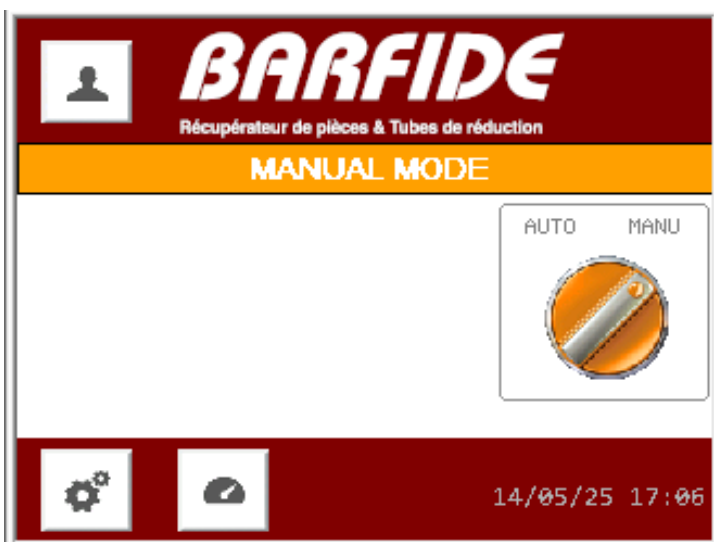 BARFIDE
Récupérateur de pièces & Tubes de réduction
MANUAL MODE
AUTO MANU
14/05/25 17:06